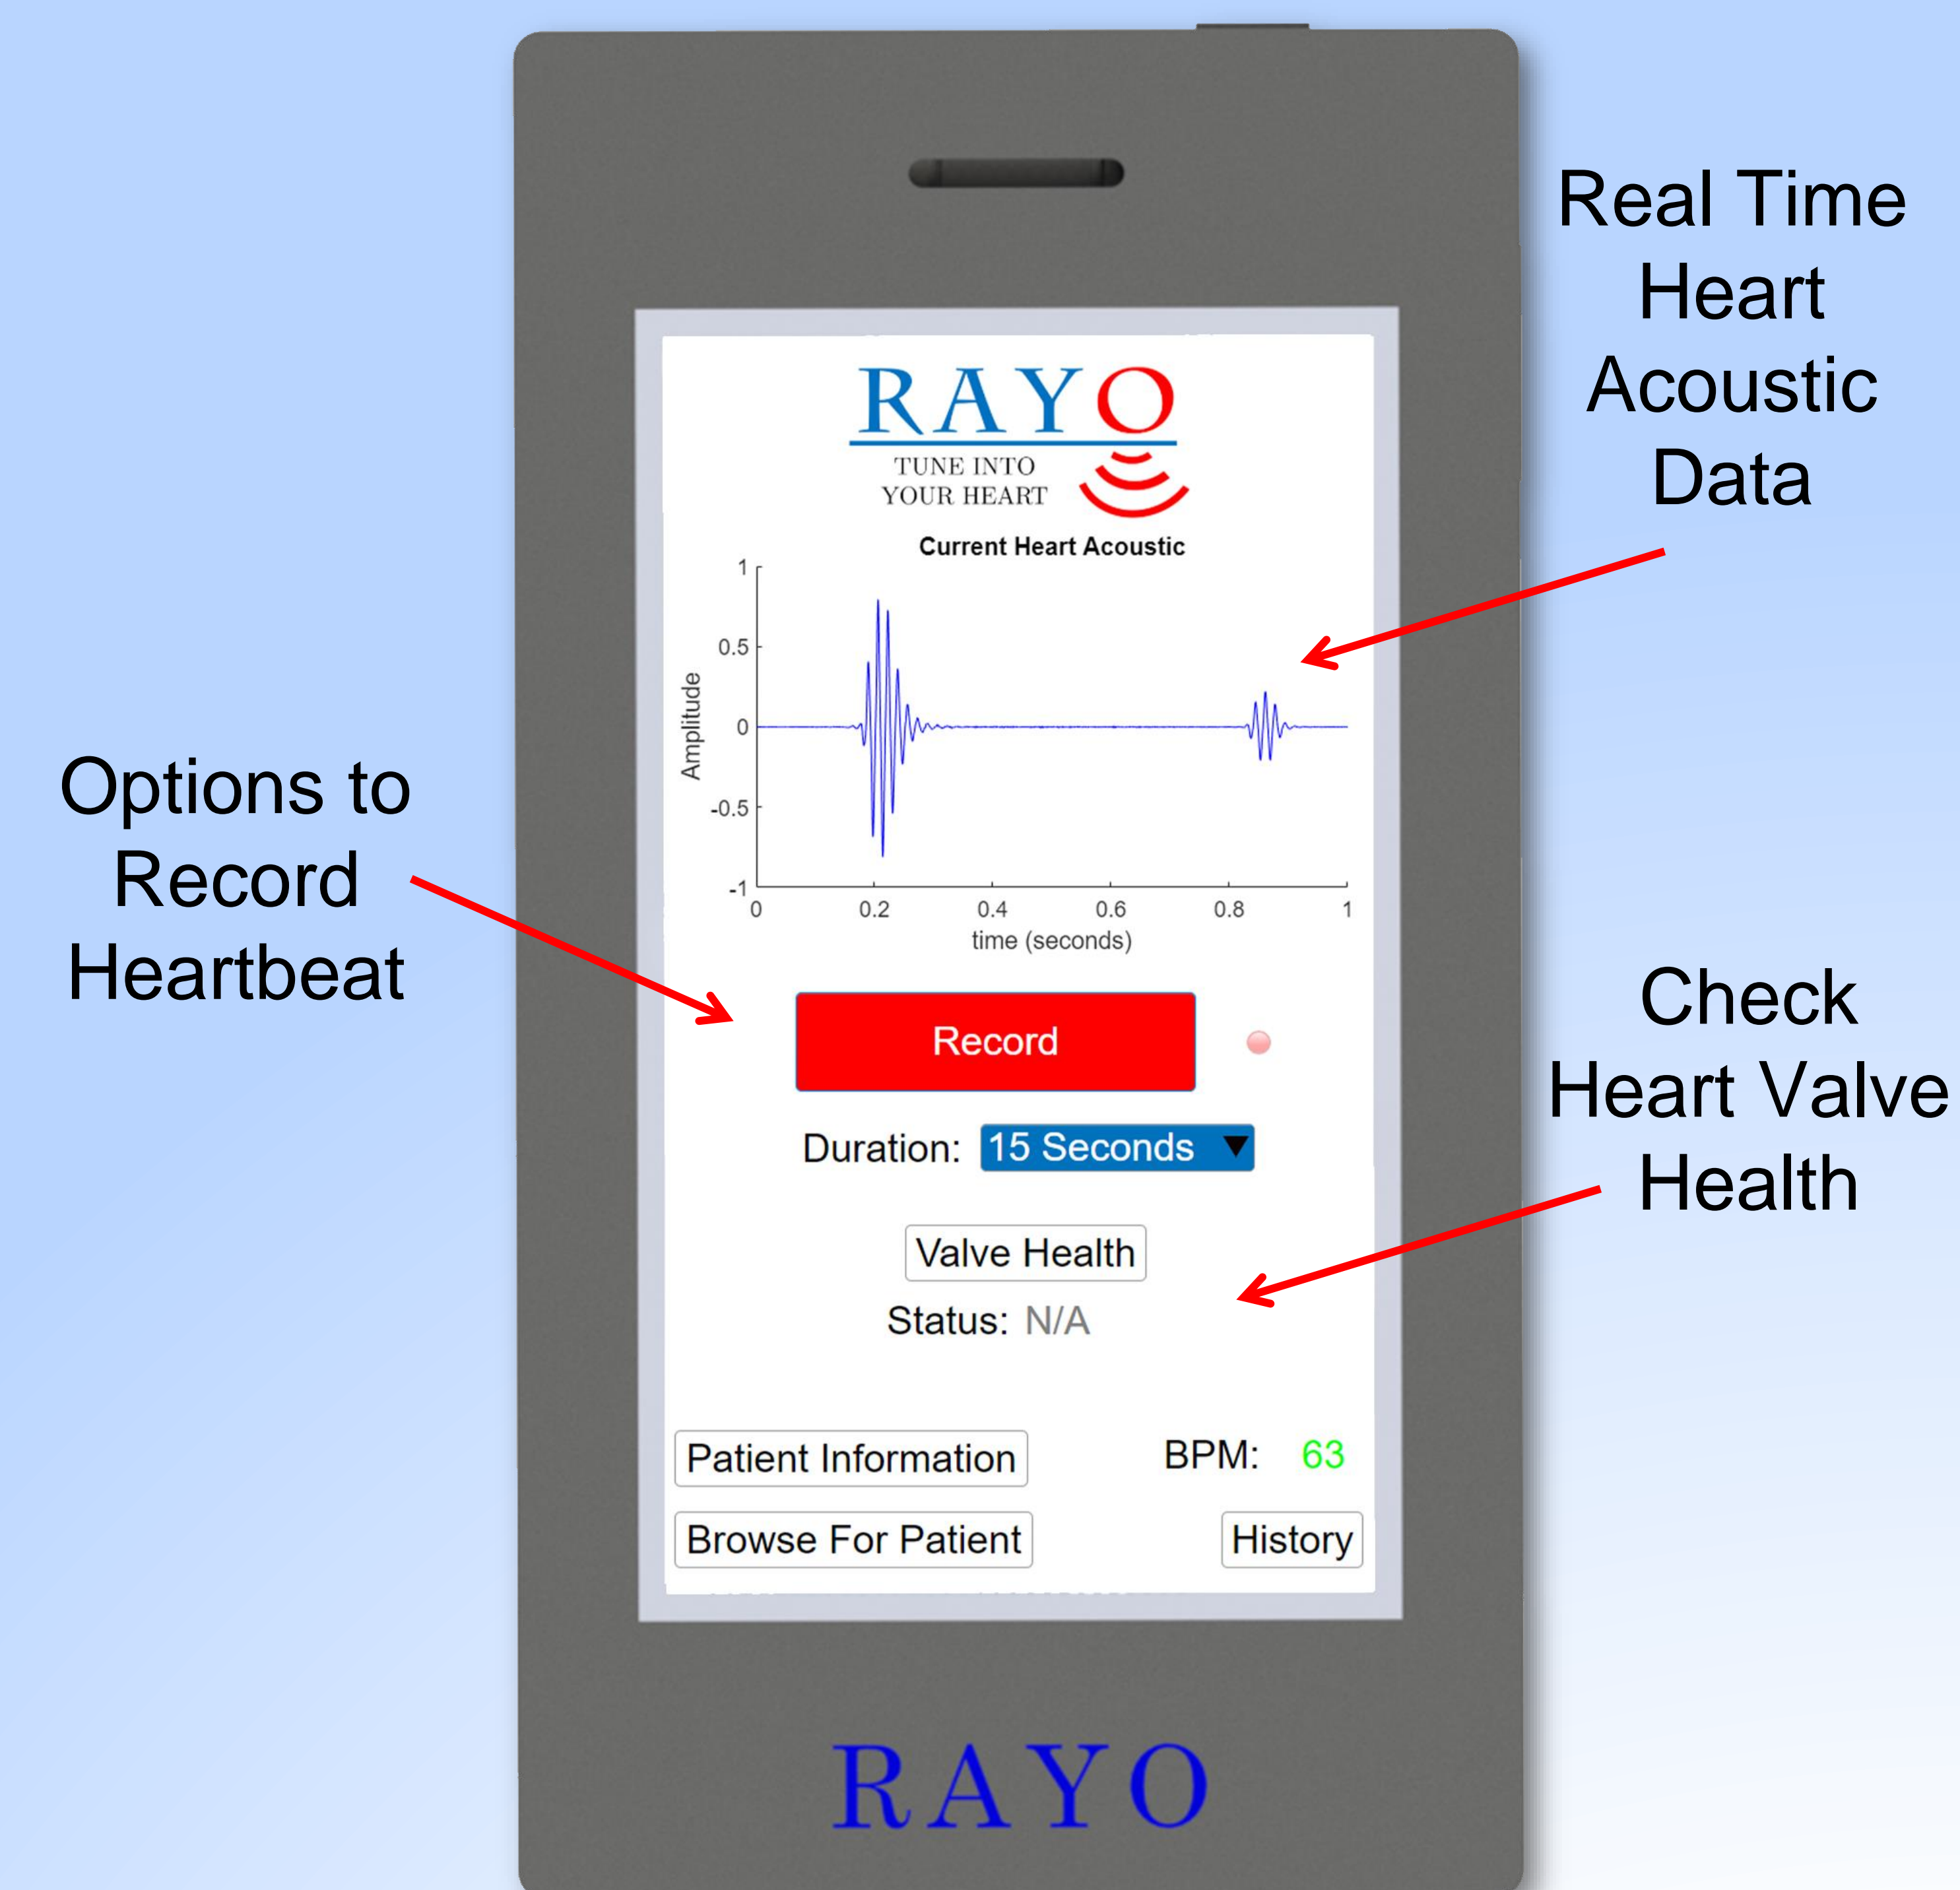 Real Time
Heart
Acoustic
Data
RAYO
TUNE INTO
YOUR HEART
Current Heart Acoustic
1
0.5
0
-0.5
-1
Amplitude
0 0.2 0.4 0.6 0.8 1
time (seconds)
Options to
Record
Heartbeat
Record
Duration: 15 Seconds
Check
Heart Valve
Health
Valve Health
Status: N/A
Patient Information
BPM: 63
Browse For Patient
History
RAYO